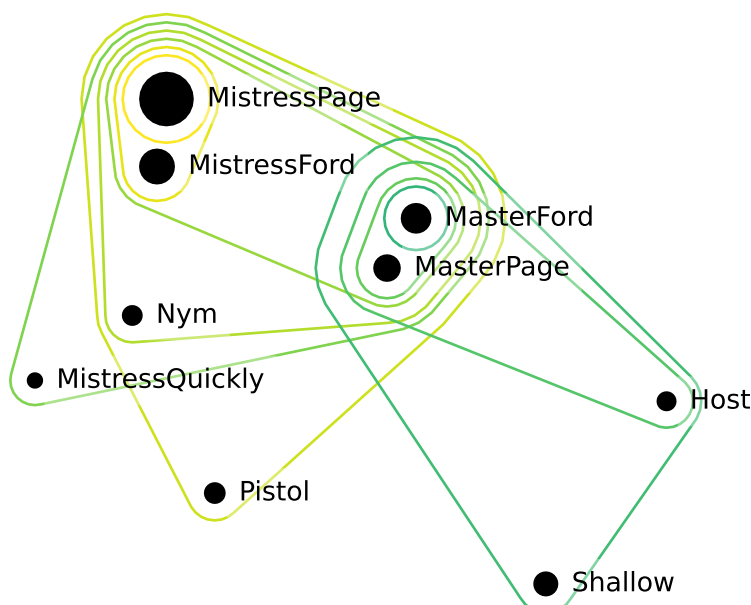 MistressPage
MistressFord
MasterFord
MasterPage
Nym
MistressQuickly
Host
Pistol
Shallow